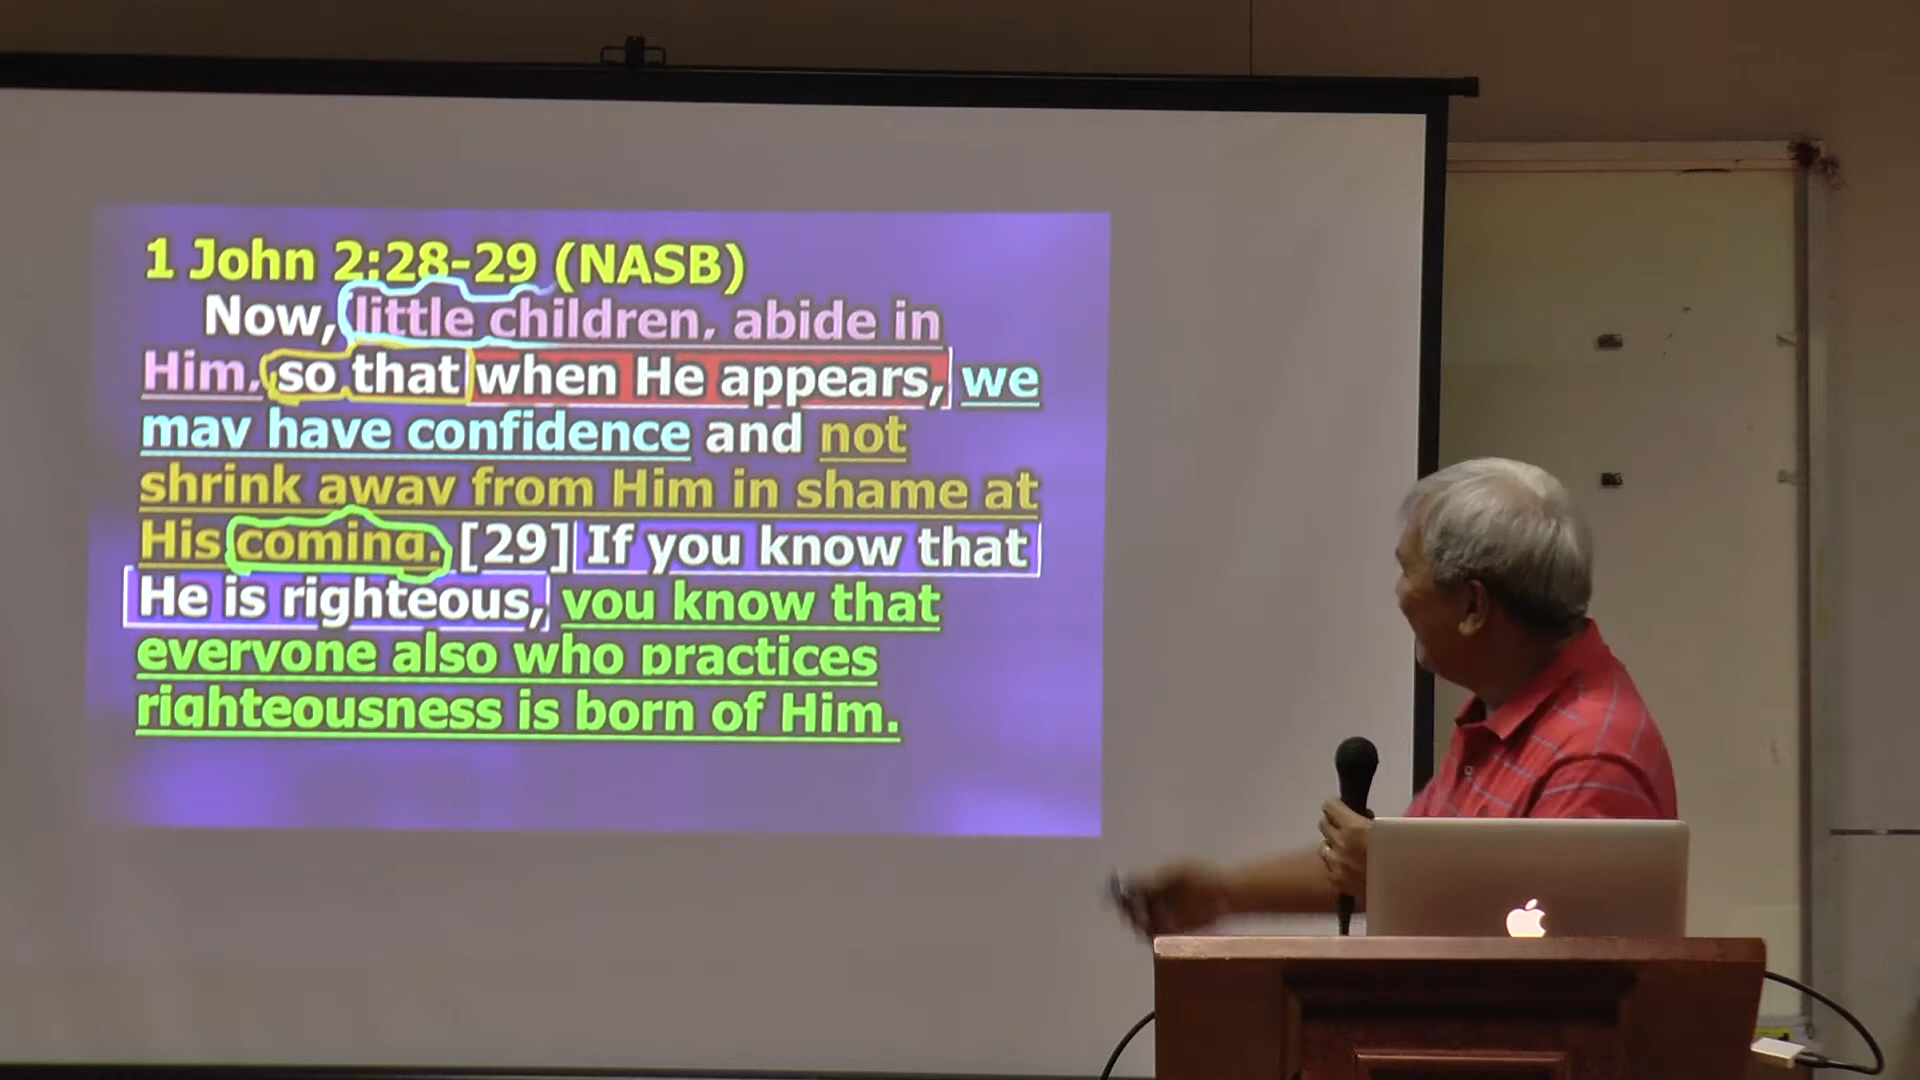 1 John 2:28-29 (NASB)
Now, little children, abide in
Him, so that when He appears, we
may have confidence and not
shrink away from Him in shame at
His coming. [29] If you know that
He is righteous, you know that
everyone also who practices
righteousness is born of Him.